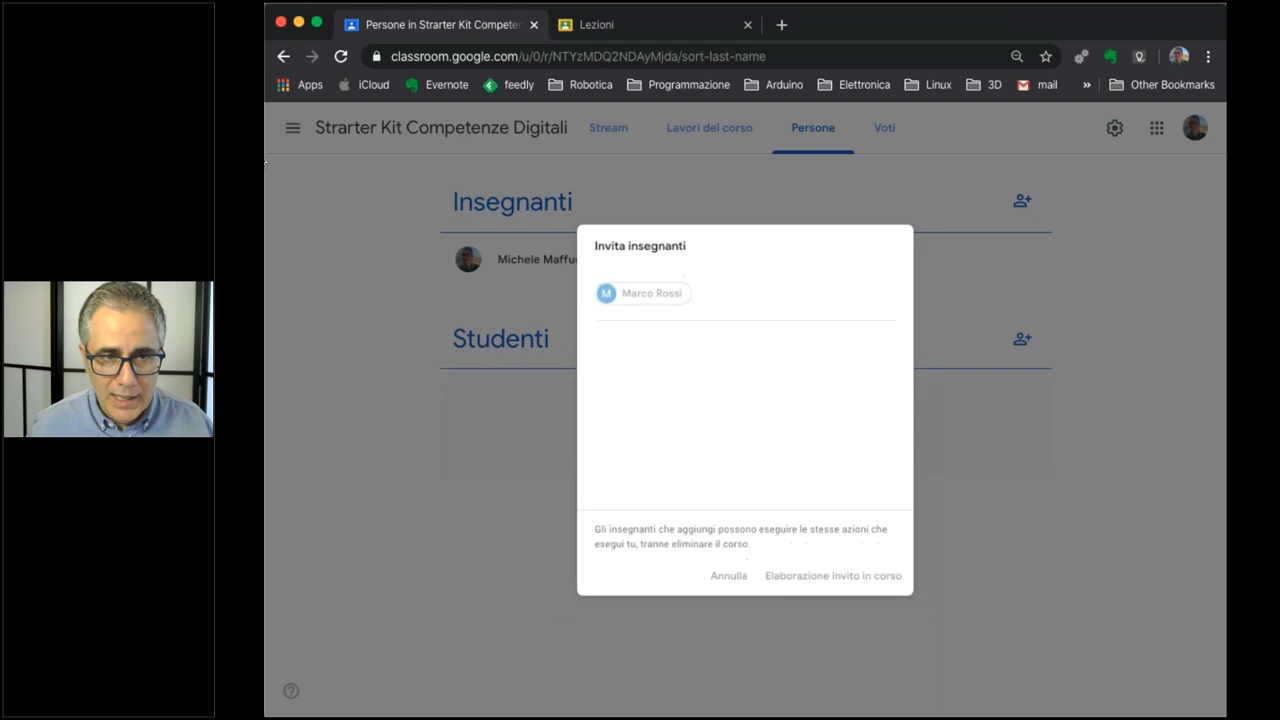 Persone in Strarter Kit Competen
Lezioni
classroom.google.com/u/0/r/NTYzMDQ2NDAyMjda/sort-last-name
Apps
iCloud
Evernote
feedly
Robotica
Programmazione
Arduino
Elettronica
Linux
3D
mail
»
Other Bookmarks
Strarter Kit Competenze Digitali
Stream
Lavori del corso
Persone
Voti
Insegnanti
Michele Maffu
Invita insegnanti
M Marco Rossi
Studenti
Gli insegnanti che aggiungi possono eseguire le stesse azioni che
esegui tu, tranne eliminare il corso.
Annulla
Elaborazione invito in corso